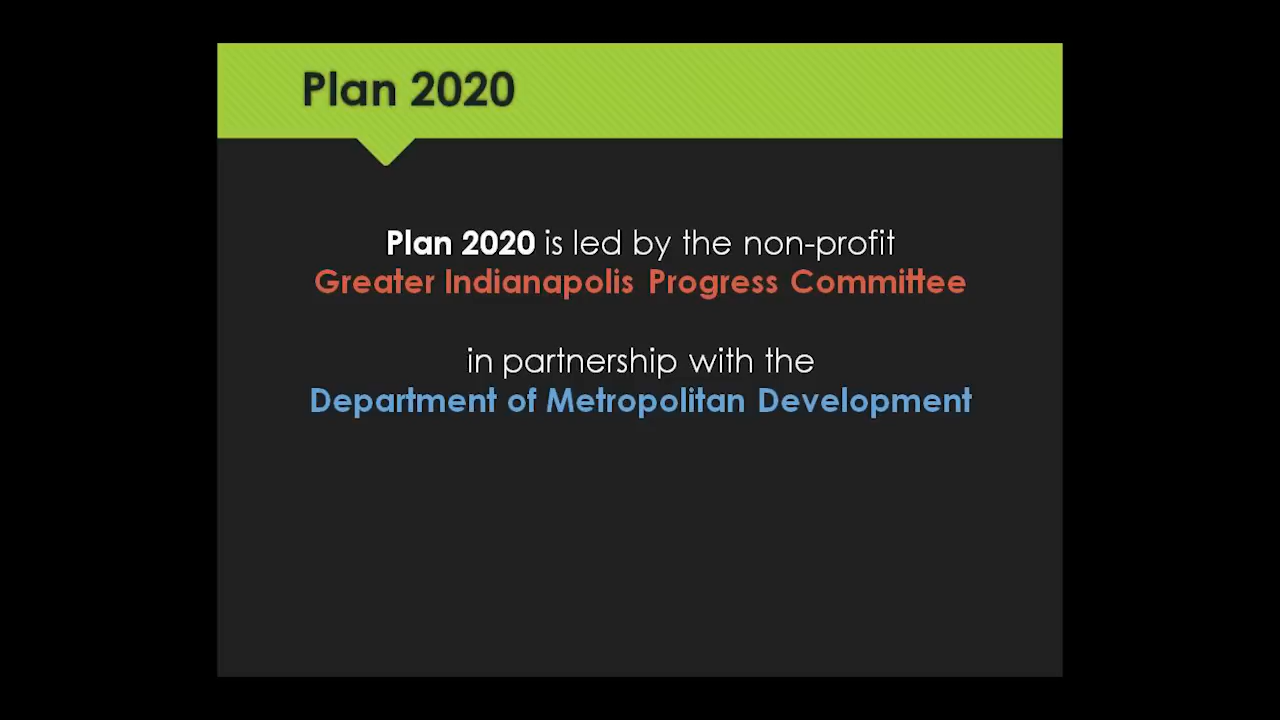 Plan 2020
Plan 2020 is led by the non-profit
Greater Indianapolis Progress Committee
in partnership with the
Department of Metropolitan Development